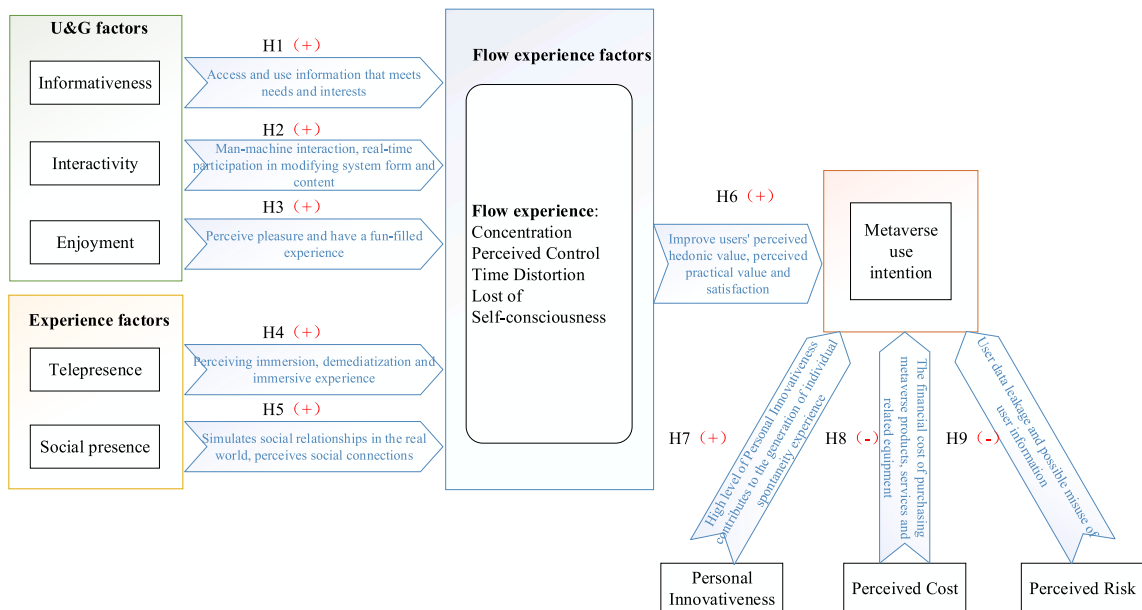 U&G factors
Informativeness
Interactivity
Enjoyment
H1 (+)
Access and use information that meets
needs and interests
H2 (+)
Man-machine interaction, real-time
participation in modifying system form and
content
H3 (+)
Perceive pleasure and have a fun-filled
experience
Experience factors
Telepresence
Social presence
H4 (+)
Perceiving immersion, demediatization and
immersive experience
H5 (+)
Simulates social relationships in the real
world, perceives social connections
Flow experience factors
Flow experience:
Concentration
Perceived Control
Time Distortion
Lost of
Self-consciousness
H6 (+)
Improve users' perceived
hedonic value, perceived
practical value and
satisfaction
Metaverse
use
intention
H7 (+)
High level of Personal Innovativeness
contributes to the generation of individual
spontaneity experience
H8 (-)
The financial cost of purchasing
metaverse products, services and
related equipment
H9 (-)
User data leakage and possible misuse of
user information
Personal
Innovativeness
Perceived Cost
Perceived Risk